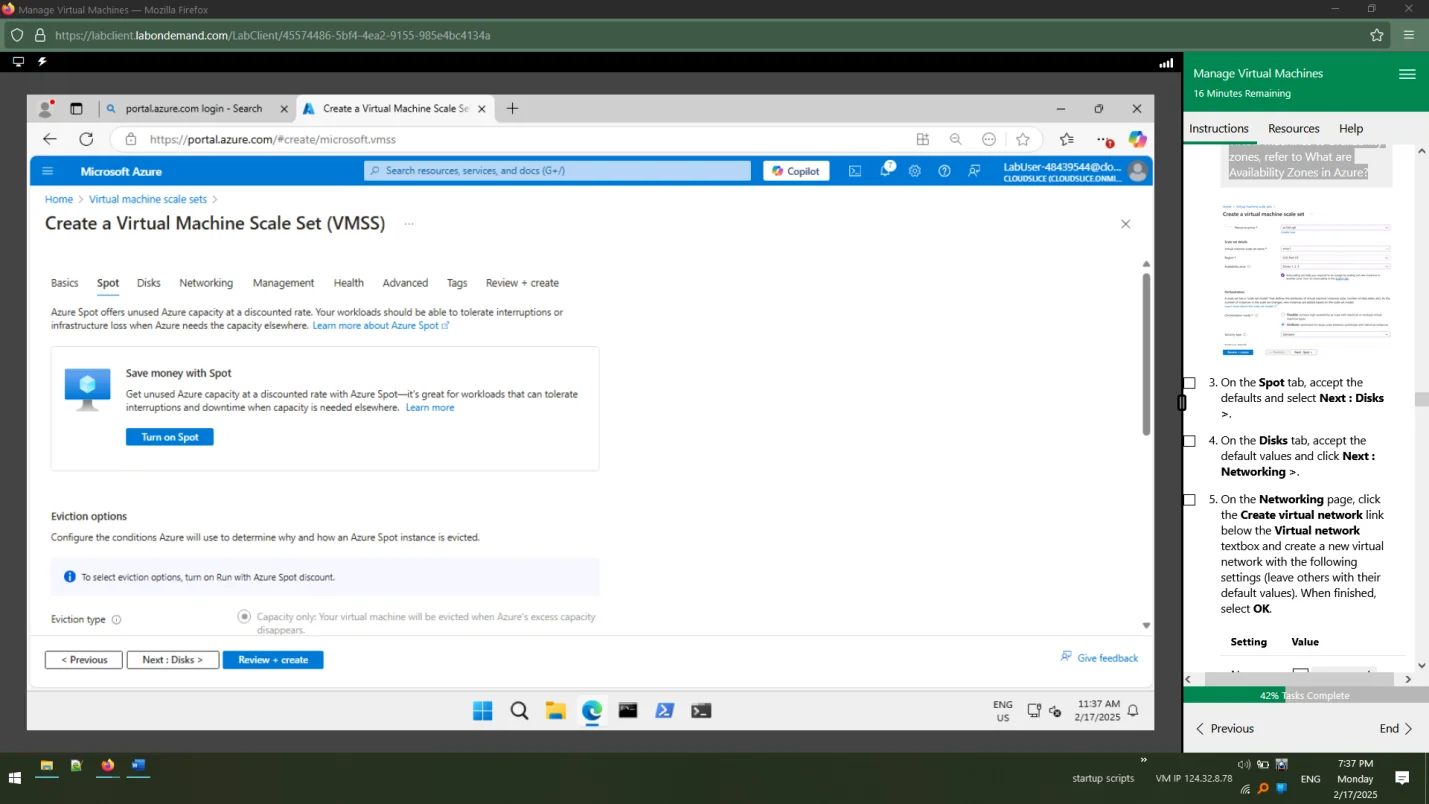 Manage Virtual Machines — Mozilla Firefox
https://labclient.labondemand.com/LabClient/45574486-5bf4-4ea2-9155-985e4bc4134a
portal.azure.com login - Search
Create a Virtual Machine Scale Se
https://portal.azure.com/#create/microsoft.vmss
Microsoft Azure
Search resources, services, and docs (G+/)
Copilot
7
LabUser-48439544@clo...
CLOUDSLICE (CLOUDSLICE.ONMI...
Home > Virtual machine scale sets >
Create a Virtual Machine Scale Set (VMSS)
...
Basics Spot Disks Networking Management Health Advanced Tags Review + create
Azure Spot offers unused Azure capacity at a discounted rate. Your workloads should be able to tolerate interruptions or
infrastructure loss when Azure needs the capacity elsewhere. Learn more about Azure Spot
Save money with Spot
Get unused Azure capacity at a discounted rate with Azure Spot—it's great for workloads that can tolerate
interruptions and downtime when capacity is needed elsewhere. Learn more
Turn on Spot
Eviction options
Configure the conditions Azure will use to determine why and how an Azure Spot instance is evicted.
To select eviction options, turn on Run with Azure Spot discount.
Eviction type
Capacity only: Your virtual machine will be evicted when Azure's excess capacity
disappears.
< Previous
Next : Disks >
Review + create
Give feedback
ENG
US
11:37 AM
2/17/2025
Manage Virtual Machines
16 Minutes Remaining
Instructions Resources Help
zones, refer to What are
Availability Zones in Azure?
Create a virtual machine scale set
3. On the Spot tab, accept the
defaults and select Next : Disks
>.
4. On the Disks tab, accept the
default values and click Next :
Networking >.
5. On the Networking page, click
the Create virtual network link
below the Virtual network
textbox and create a new virtual
network with the following
settings (leave others with their
default values). When finished,
select OK.
Setting Value
42% Tasks Complete
Previous
End
startup scripts
VM IP 124.32.8.78
ENG
7:37 PM
Monday
2/17/2025